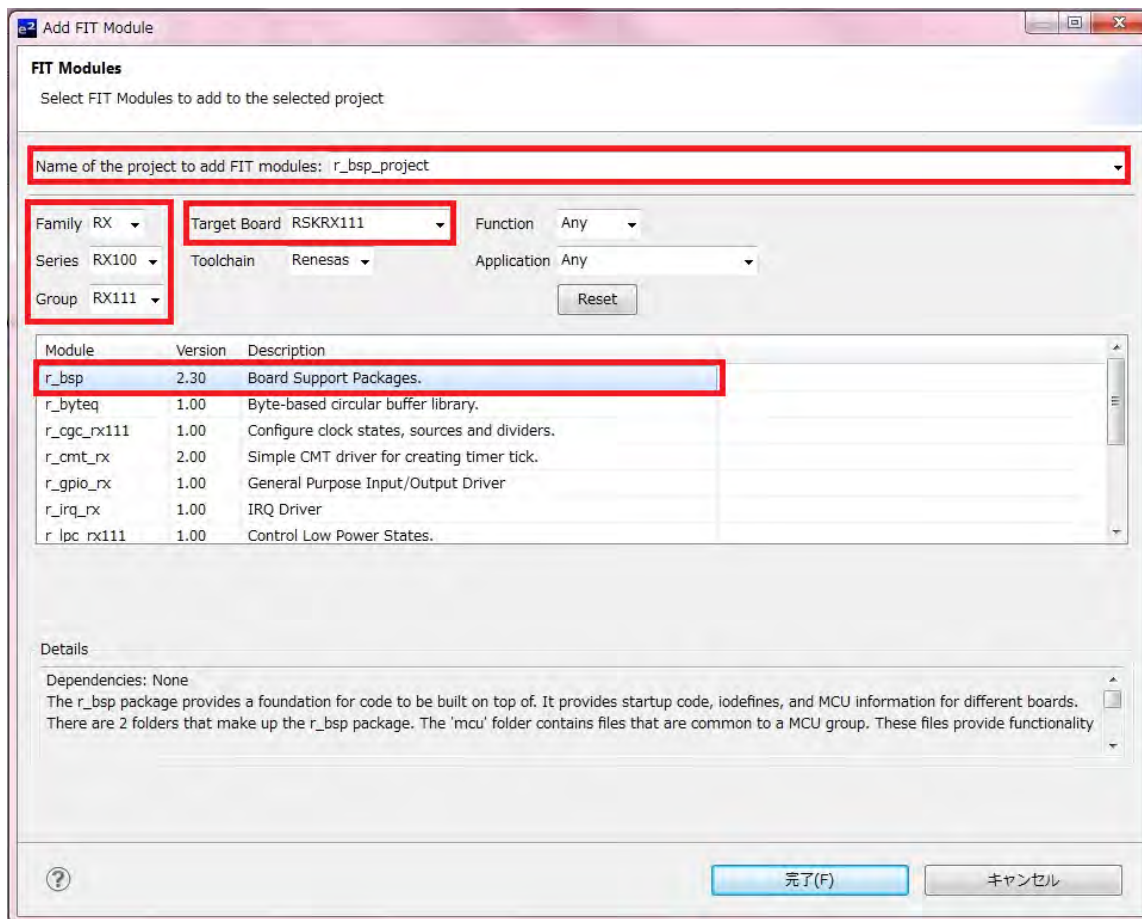 e² Add FIT Module
FIT Modules
Select FIT Modules to add to the selected project
Name of the project to add FIT modules: r_bsp_project
Family RX Target Board RSKRX111 Function Any
Series RX100 Toolchain Renesas Application Any
Group RX111 Reset
Module Version Description
r_bsp 2.30 Board Support Packages.
r_byteq 1.00 Byte-based circular buffer library.
r_cgc_rx111 1.00 Configure clock states, sources and dividers.
r_cmt_rx 2.00 Simple CMT driver for creating timer tick.
r_gpio_rx 1.00 General Purpose Input/Output Driver
r_irq_rx 1.00 IRQ Driver
r_lpc_rx111 1.00 Control Low Power States.
Details
Dependencies: None
The r_bsp package provides a foundation for code to be built on top of. It provides startup code, iodefines, and MCU information for different boards.
There are 2 folders that make up the r_bsp package. The 'mcu' folder contains files that are common to a MCU group. These files provide functionality
? 完了(F) キャンセル